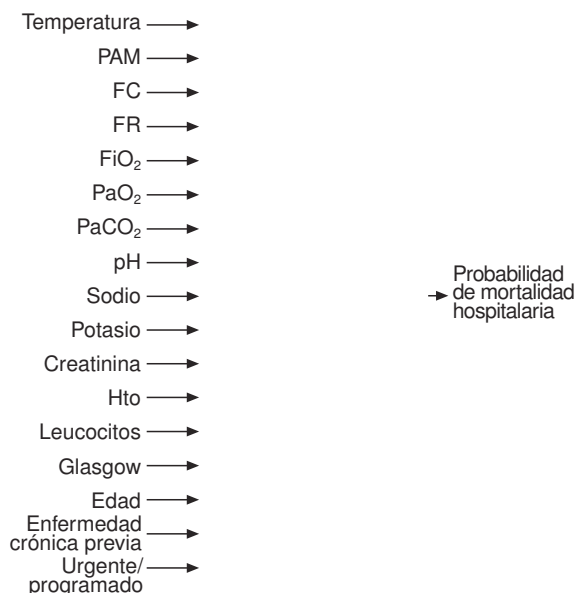 Temperatura
PAM
FC
FR
FiO₂
PaO₂
PaCO₂
pH
Sodio
Potasio
Creatinina
Hto
Leucocitos
Glasgow
Edad
Enfermedad
crónica previa
Urgente/
programado
Probabilidad
de mortalidad
hospitalaria